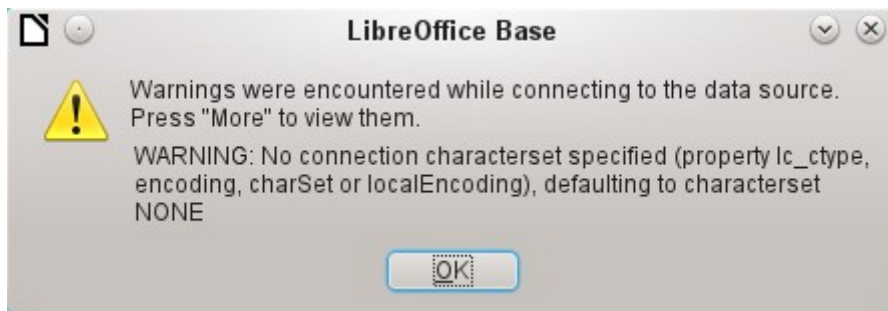 LibreOffice Base
Warnings were encountered while connecting to the data source.
Press "More" to view them.
WARNING: No connection characterset specified (property lc_ctype,
encoding, charSet or localEncoding), defaulting to characterset
NONE
OK